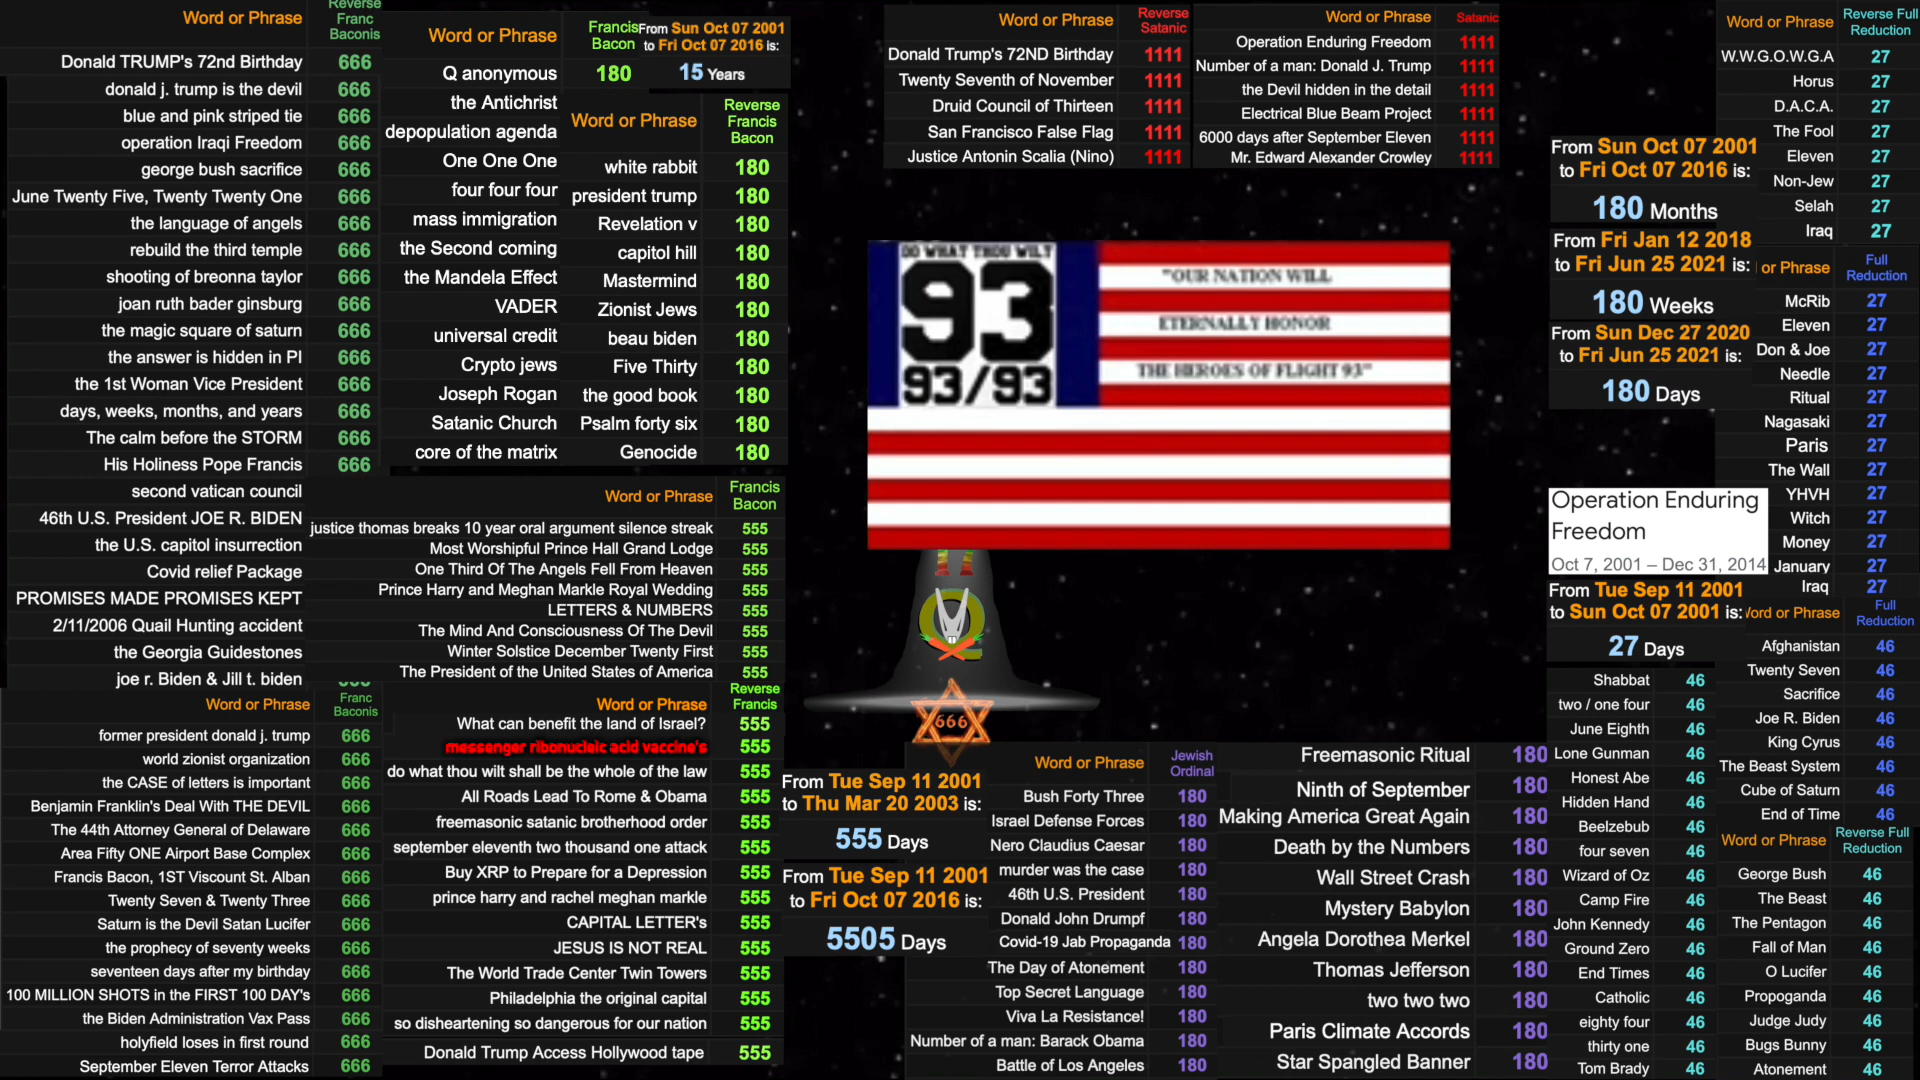 Word or Phrase
Reverse
Franc
Baconis
Donald TRUMP's 72nd Birthday 666
donald j. trump is the devil 666
blue and pink striped tie 666
operation Iraqi Freedom 666
george bush sacrifice 666
June Twenty Five, Twenty Twenty One 666
the language of angels 666
rebuild the third temple 666
shooting of breonna taylor 666
joan ruth bader ginsburg 666
the magic square of saturn 666
the answer is hidden in PI 666
the 1st Woman Vice President 666
days, weeks, months, and years 666
The calm before the STORM 666
His Holiness Pope Francis 666
second vatican council
46th U.S. President JOE R. BIDEN
the U.S. capitol insurrection
Covid relief Package
PROMISES MADE PROMISES KEPT
2/11/2006 Quail Hunting accident
the Georgia Guidestones
joe r. Biden & Jill t. biden
Word or Phrase
Franc
Baconis
former president donald j. trump 666
world zionist organization 666
the CASE of letters is important 666
Benjamin Franklin's Deal With THE DEVIL 666
The 44th Attorney General of Delaware 666
Area Fifty ONE Airport Base Complex 666
Francis Bacon, 1ST Viscount St. Alban 666
Twenty Seven & Twenty Three 666
Saturn is the Devil Satan Lucifer 666
the prophecy of seventy weeks 666
seventeen days after my birthday 666
100 MILLION SHOTS in the FIRST 100 DAY's 666
the Biden Administration Vax Pass 666
holyfield loses in first round 666
September Eleven Terror Attacks 666
Word or Phrase
Francis
Bacon
Q anonymous 180
the Antichrist
depopulation agenda
One One One
four four four
mass immigration
the Second coming
the Mandela Effect
VADER
universal credit
Crypto jews
Joseph Rogan
Satanic Church
core of the matrix
From Sun Oct 07 2001
to Fri Oct 07 2016 is:
15 Years
Word or Phrase
Reverse
Francis
Bacon
white rabbit 180
president trump 180
Revelation v 180
capitol hill 180
Mastermind 180
Zionist Jews 180
beau biden 180
Five Thirty 180
the good book 180
Psalm forty six 180
Genocide 180
Word or Phrase
Francis
Bacon
justice thomas breaks 10 year oral argument silence streak 555
Most Worshipful Prince Hall Grand Lodge 555
One Third Of The Angels Fell From Heaven 555
Prince Harry and Meghan Markle Royal Wedding 555
LETTERS & NUMBERS 555
The Mind And Consciousness Of The Devil 555
Winter Solstice December Twenty First 555
The President of the United States of America 555
Word or Phrase
Reverse
Francis
What can benefit the land of Israel? 555
messenger ribonucleic acid vaccine's 555
do what thou wilt shall be the whole of the law 555
All Roads Lead To Rome & Obama 555
freemasonic satanic brotherhood order 555
september eleventh two thousand one attack 555
Buy XRP to Prepare for a Depression 555
prince harry and rachel meghan markle 555
CAPITAL LETTER's 555
JESUS IS NOT REAL 555
The World Trade Center Twin Towers 555
Philadelphia the original capital 555
so disheartening so dangerous for our nation 555
Donald Trump Access Hollywood tape 555
Word or Phrase
Reverse
Satanic
Donald Trump's 72ND Birthday 1111
Twenty Seventh of November 1111
Druid Council of Thirteen 1111
San Francisco False Flag 1111
Justice Antonin Scalia (Nino) 1111
Word or Phrase
Satanic
Operation Enduring Freedom 1111
Number of a man: Donald J. Trump 1111
the Devil hidden in the detail 1111
Electrical Blue Beam Project 1111
6000 days after September Eleven 1111
Mr. Edward Alexander Crowley 1111
DO WHAT THOU WILT
93
93/93
"OUR NATION WILL
ETERNALLY HONOR
THE HEROES OF FLIGHT 93"
666
From Tue Sep 11 2001
to Thu Mar 20 2003 is:
555 Days
From Tue Sep 11 2001
to Fri Oct 07 2016 is:
5505 Days
Word or Phrase
Jewish
Ordinal
Bush Forty Three 180
Israel Defense Forces 180
Nero Claudius Caesar 180
murder was the case 180
46th U.S. President 180
Donald John Drumpf 180
Covid-19 Jab Propaganda 180
The Day of Atonement 180
Top Secret Language 180
Viva La Resistance! 180
Number of a man: Barack Obama 180
Battle of Los Angeles 180
Freemasonic Ritual 180
Ninth of September 180
Making America Great Again 180
Death by the Numbers 180
Wall Street Crash 180
Mystery Babylon 180
Angela Dorothea Merkel 180
Thomas Jefferson 180
two two two 180
Paris Climate Accords 180
Star Spangled Banner 180
From Sun Oct 07 2001
to Fri Oct 07 2016 is:
180 Months
From Fri Jan 12 2018
to Fri Jun 25 2021 is:
180 Weeks
From Sun Dec 27 2020
to Fri Jun 25 2021 is:
180 Days
Operation Enduring
Freedom
Oct 7, 2001 – Dec 31, 2014
From Tue Sep 11 2001
to Sun Oct 07 2001 is:
27 Days
Shabbat 46
two / one four 46
June Eighth 46
Lone Gunman 46
Honest Abe 46
Hidden Hand 46
Beelzebub 46
four seven 46
Wizard of Oz 46
Camp Fire 46
John Kennedy 46
Ground Zero 46
End Times 46
Catholic 46
eighty four 46
thirty one 46
Tom Brady 46
Word or Phrase
Reverse Full
Reduction
W.W.G.O.W.G.A 27
Horus 27
D.A.C.A. 27
The Fool 27
Eleven 27
Non-Jew 27
Selah 27
Iraq 27
or Phrase
Full
Reduction
McRib 27
Eleven 27
Don & Joe 27
Needle 27
Ritual 27
Nagasaki 27
Paris 27
The Wall 27
YHVH 27
Witch 27
Money 27
January 27
Iraq 27
Word or Phrase
Full
Reduction
Afghanistan 46
Twenty Seven 46
Sacrifice 46
Joe R. Biden 46
King Cyrus 46
The Beast System 46
Cube of Saturn 46
End of Time 46
Word or Phrase
Reverse Full
Reduction
George Bush 46
The Beast 46
The Pentagon 46
Fall of Man 46
O Lucifer 46
Propoganda 46
Judge Judy 46
Bugs Bunny 46
Atonement 46